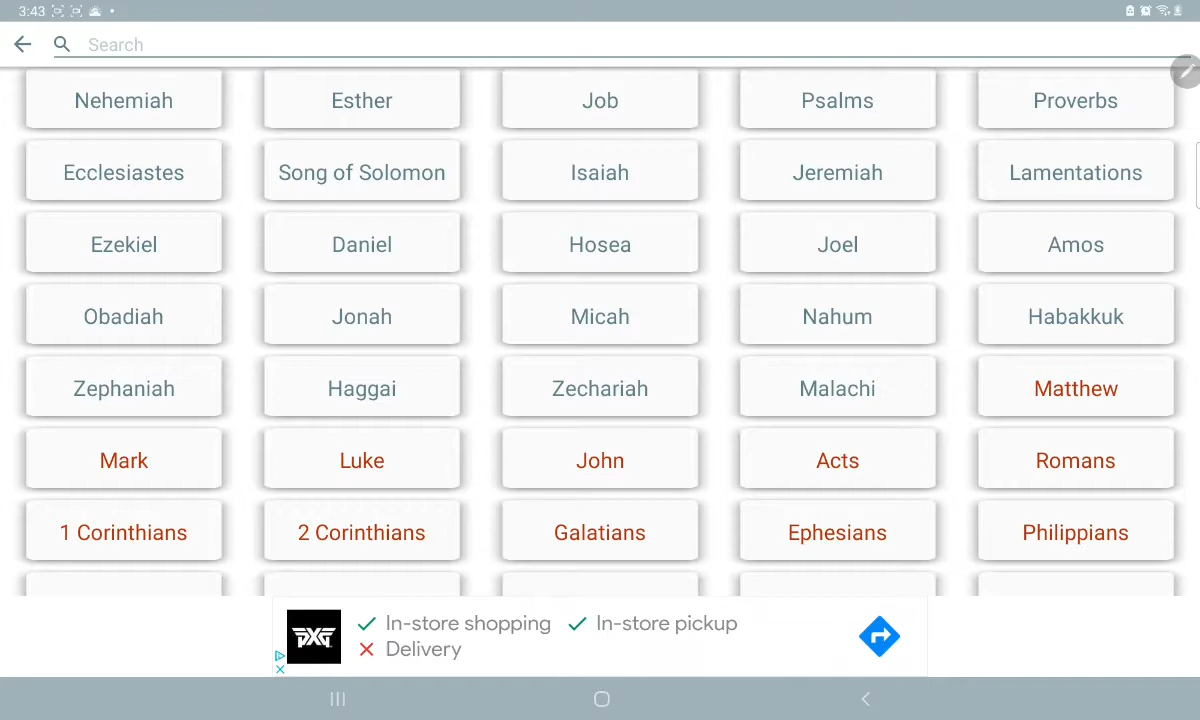 3:43
Search
Nehemiah Esther Job Psalms Proverbs
Ecclesiastes Song of Solomon Isaiah Jeremiah Lamentations
Ezekiel Daniel Hosea Joel Amos
Obadiah Jonah Micah Nahum Habakkuk
Zephaniah Haggai Zechariah Malachi Matthew
Mark Luke John Acts Romans
1 Corinthians 2 Corinthians Galatians Ephesians Philippians
PXG In-store shopping In-store pickup
Delivery